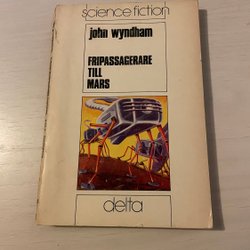 science fiction
john wyndham
FRIPASSAGERARE
TILL
MARS
delta